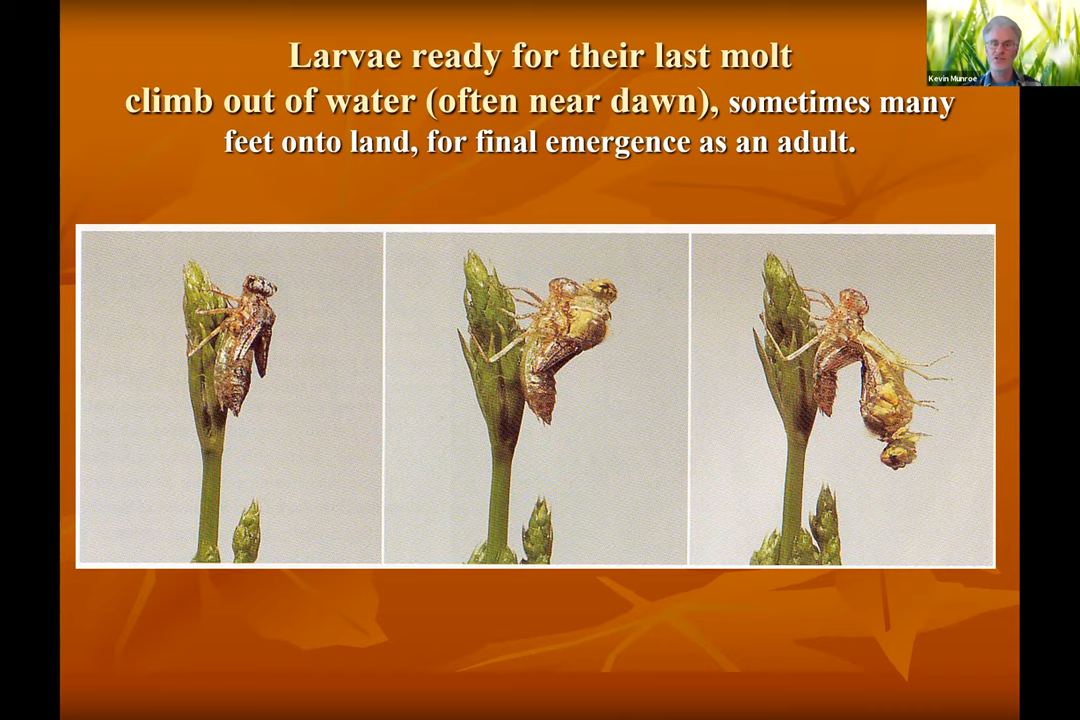 Larvae ready for their last molt
climb out of water (often near dawn), sometimes many
feet onto land, for final emergence as an adult.
Kevin Munroe